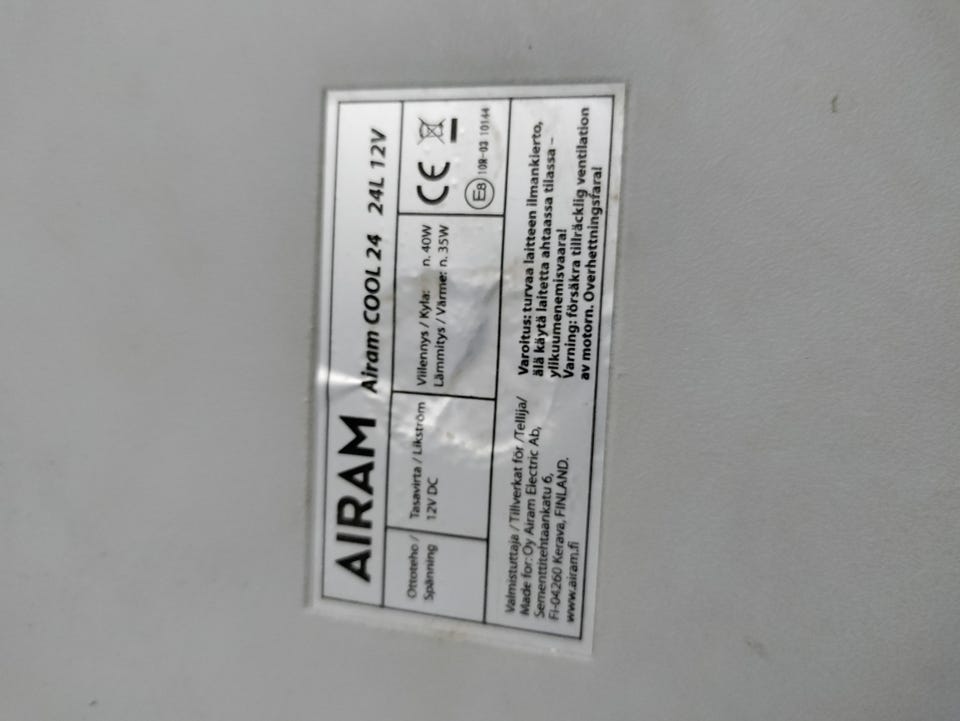 AIRAM Airam COOL 24 24L 12V
Ottoteho /
Spänning
Tasavirta / Likström
12V DC
Viilennys / Kyla: n. 40W
Lämmitys / Värme: n. 35W
CE
E8 10R-03 10144
Valmistuttaja / Tillverkat för /Tellija/
Made for: Oy Airam Electric Ab,
Sementtitehtaankatu 6,
FI-04260 Kerava, FINLAND.
www.airam.fi
Varoitus: turvaa laitteen ilmankierto,
älä käytä laitetta ahtaassa tilassa –
ylikuumenemisvaara!
Varning: försäkra tillräcklig ventilation
av motorn. Overhettningsfara!